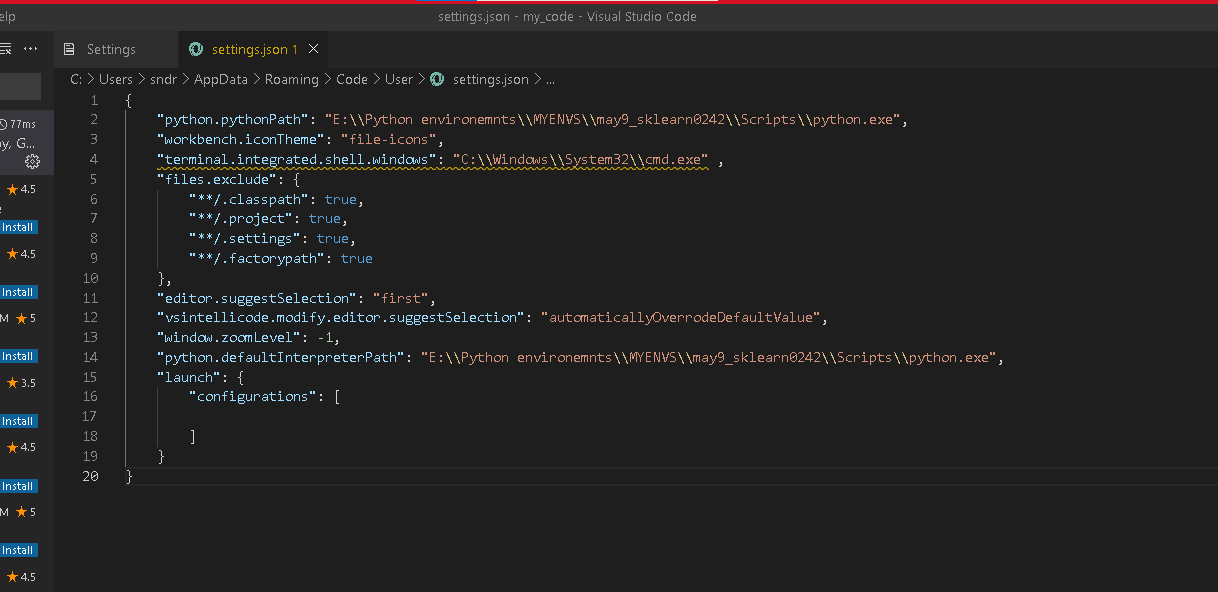 elp
settings.json - my_code - Visual Studio Code
Settings
settings.json 1
C: > Users > sndr > AppData > Roaming > Code > User > settings.json > ...
77ms
y, G...
4.5
Install
4.5
Install
M 5
Install
3.5
Install
4.5
Install
M 5
Install
4.5
1 {
2 "python.pythonPath": "E:\\Python environemnts\\MYENVS\\may9_sklearn0242\\Scripts\\python.exe",
3 "workbench.iconTheme": "file-icons",
4 "terminal.integrated.shell.windows": "C:\\Windows\\System32\\cmd.exe" ,
5 "files.exclude": {
6 "**/.classpath": true,
7 "**/.project": true,
8 "**/.settings": true,
9 "**/.factorypath": true
10 },
11 "editor.suggestSelection": "first",
12 "vsintellicode.modify.editor.suggestSelection": "automaticallyOverrodeDefaultValue",
13 "window.zoomLevel": -1,
14 "python.defaultInterpreterPath": "E:\\Python environemnts\\MYENVS\\may9_sklearn0242\\Scripts\\python.exe",
15 "launch": {
16 "configurations": [
17
18 ]
19 }
20 }